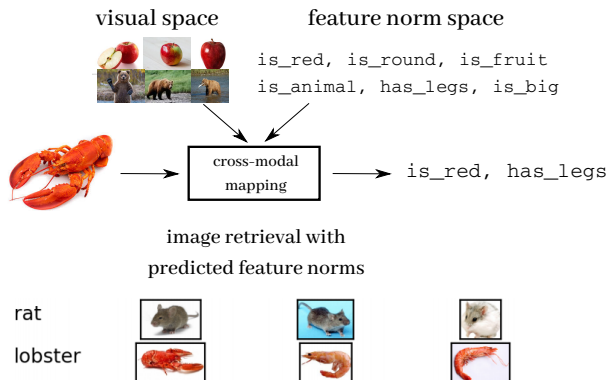 visual space
feature norm space
is_red, is_round, is_fruit
is_animal, has_legs, is_big
cross-modal
mapping
is_red, has_legs
image retrieval with
predicted feature norms
rat
lobster